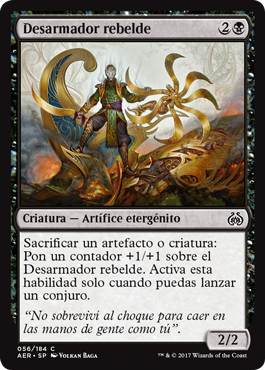 Desarmador rebelde 2
Criatura — Artífice etergénito
Sacrificar un artefacto o criatura:
Pon un contador +1/+1 sobre el
Desarmador rebelde. Activa esta
habilidad solo cuando puedas lanzar
un conjuro.
“No sobreviví al choque para caer en
las manos de gente como tú”.
2/2
056/184 C
AER • SP VOLKAN BAGA
™ & © 2017 Wizards of the Coast